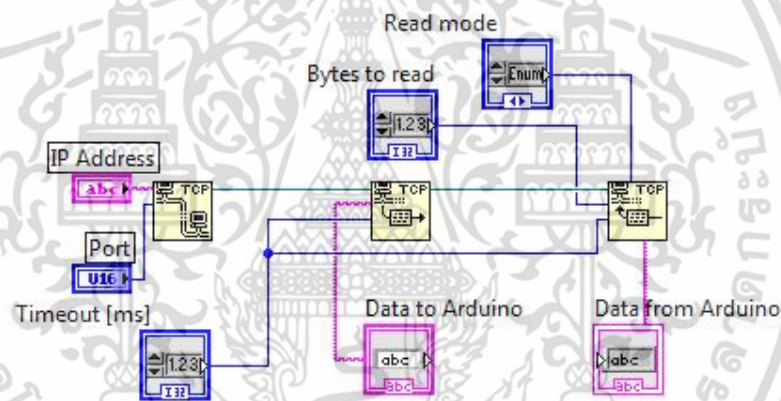 Read mode
Enum
Bytes to read
1.23
I32
IP Address
abc
TCP
TCP
TCP
Port
U16
Timeout [ms]
1.23
I32
Data to Arduino
abc
abc
Data from Arduino
abc
abc